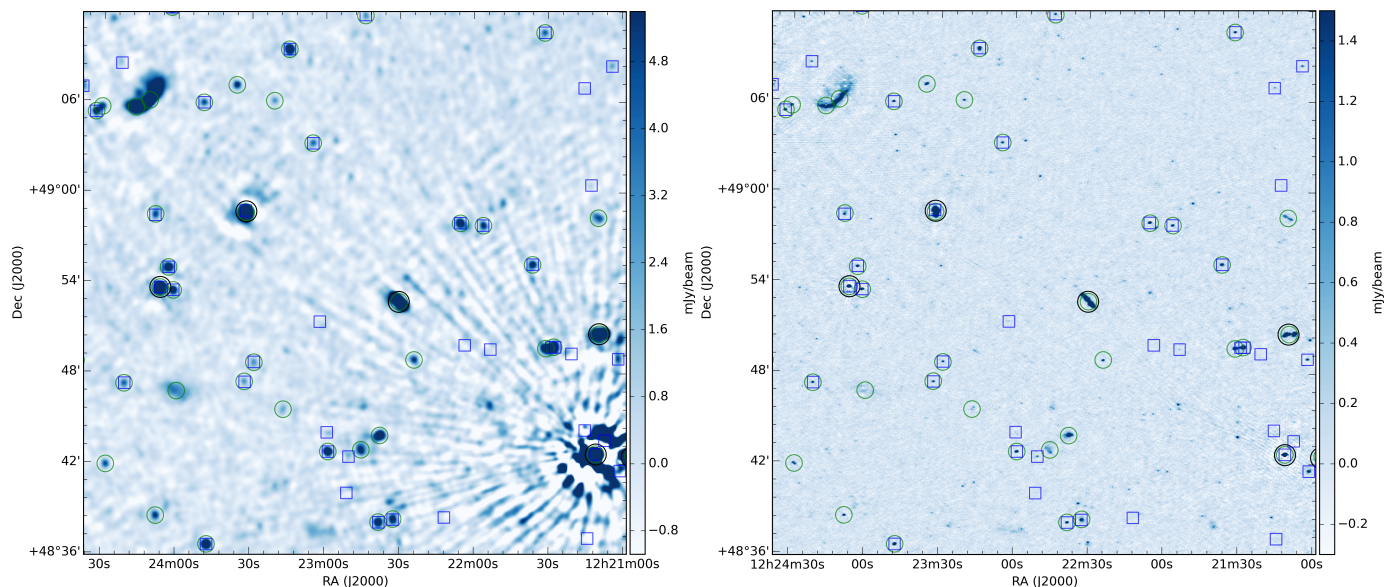 06'
+49°00'
54'
48'
42'
+48°36'
Dec (J2000)
30s
24m00s
30s
23m00s
30s
22m00s
30s
12h21m00s
RA (J2000)
4.8
4.0
3.2
2.4
1.6
0.8
0.0
−0.8
mJy/beam
06'
+49°00'
54'
48'
42'
+48°36'
Dec (J2000)
12h24m30s
00s
23m30s
00s
22m30s
00s
21m30s
00s
RA (J2000)
1.4
1.2
1.0
0.8
0.6
0.4
0.2
0.0
−0.2
mJy/beam